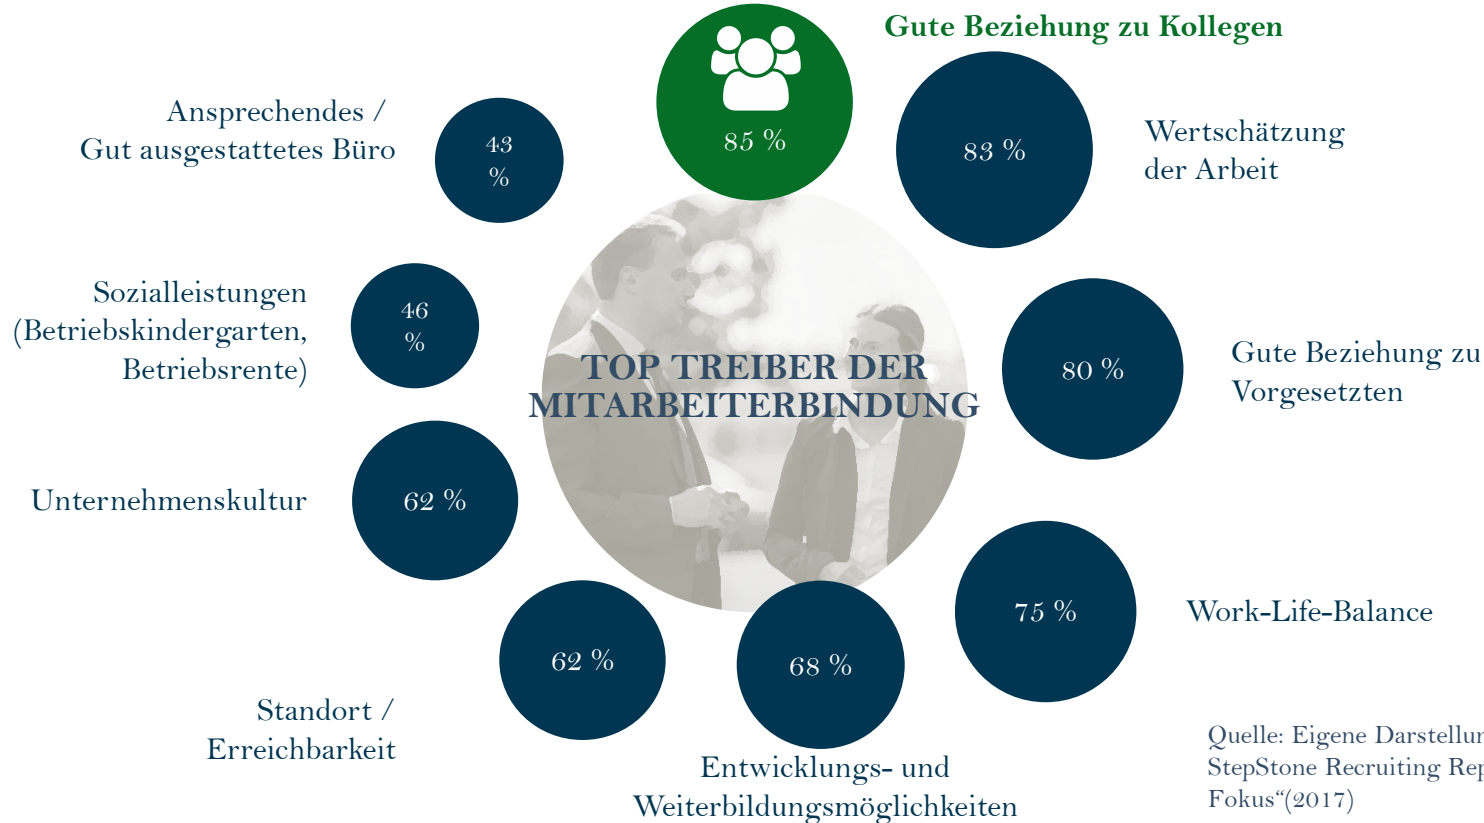 Gute Beziehung zu Kollegen
85 %
83 %
Wertschätzung
der Arbeit
80 %
Gute Beziehung zu
Vorgesetzten
75 %
Work-Life-Balance
68 %
Entwicklungs- und
Weiterbildungsmöglichkeiten
62 %
Standort /
Erreichbarkeit
62 %
Unternehmenskultur
46
%
Sozialleistungen
(Betriebskindergarten,
Betriebsrente)
43
%
Ansprechendes /
Gut ausgestattetes Büro
TOP TREIBER DER
MITARBEITERBINDUNG
Quelle: Eigene
StepStone Recruiting
Fokus“(2017)